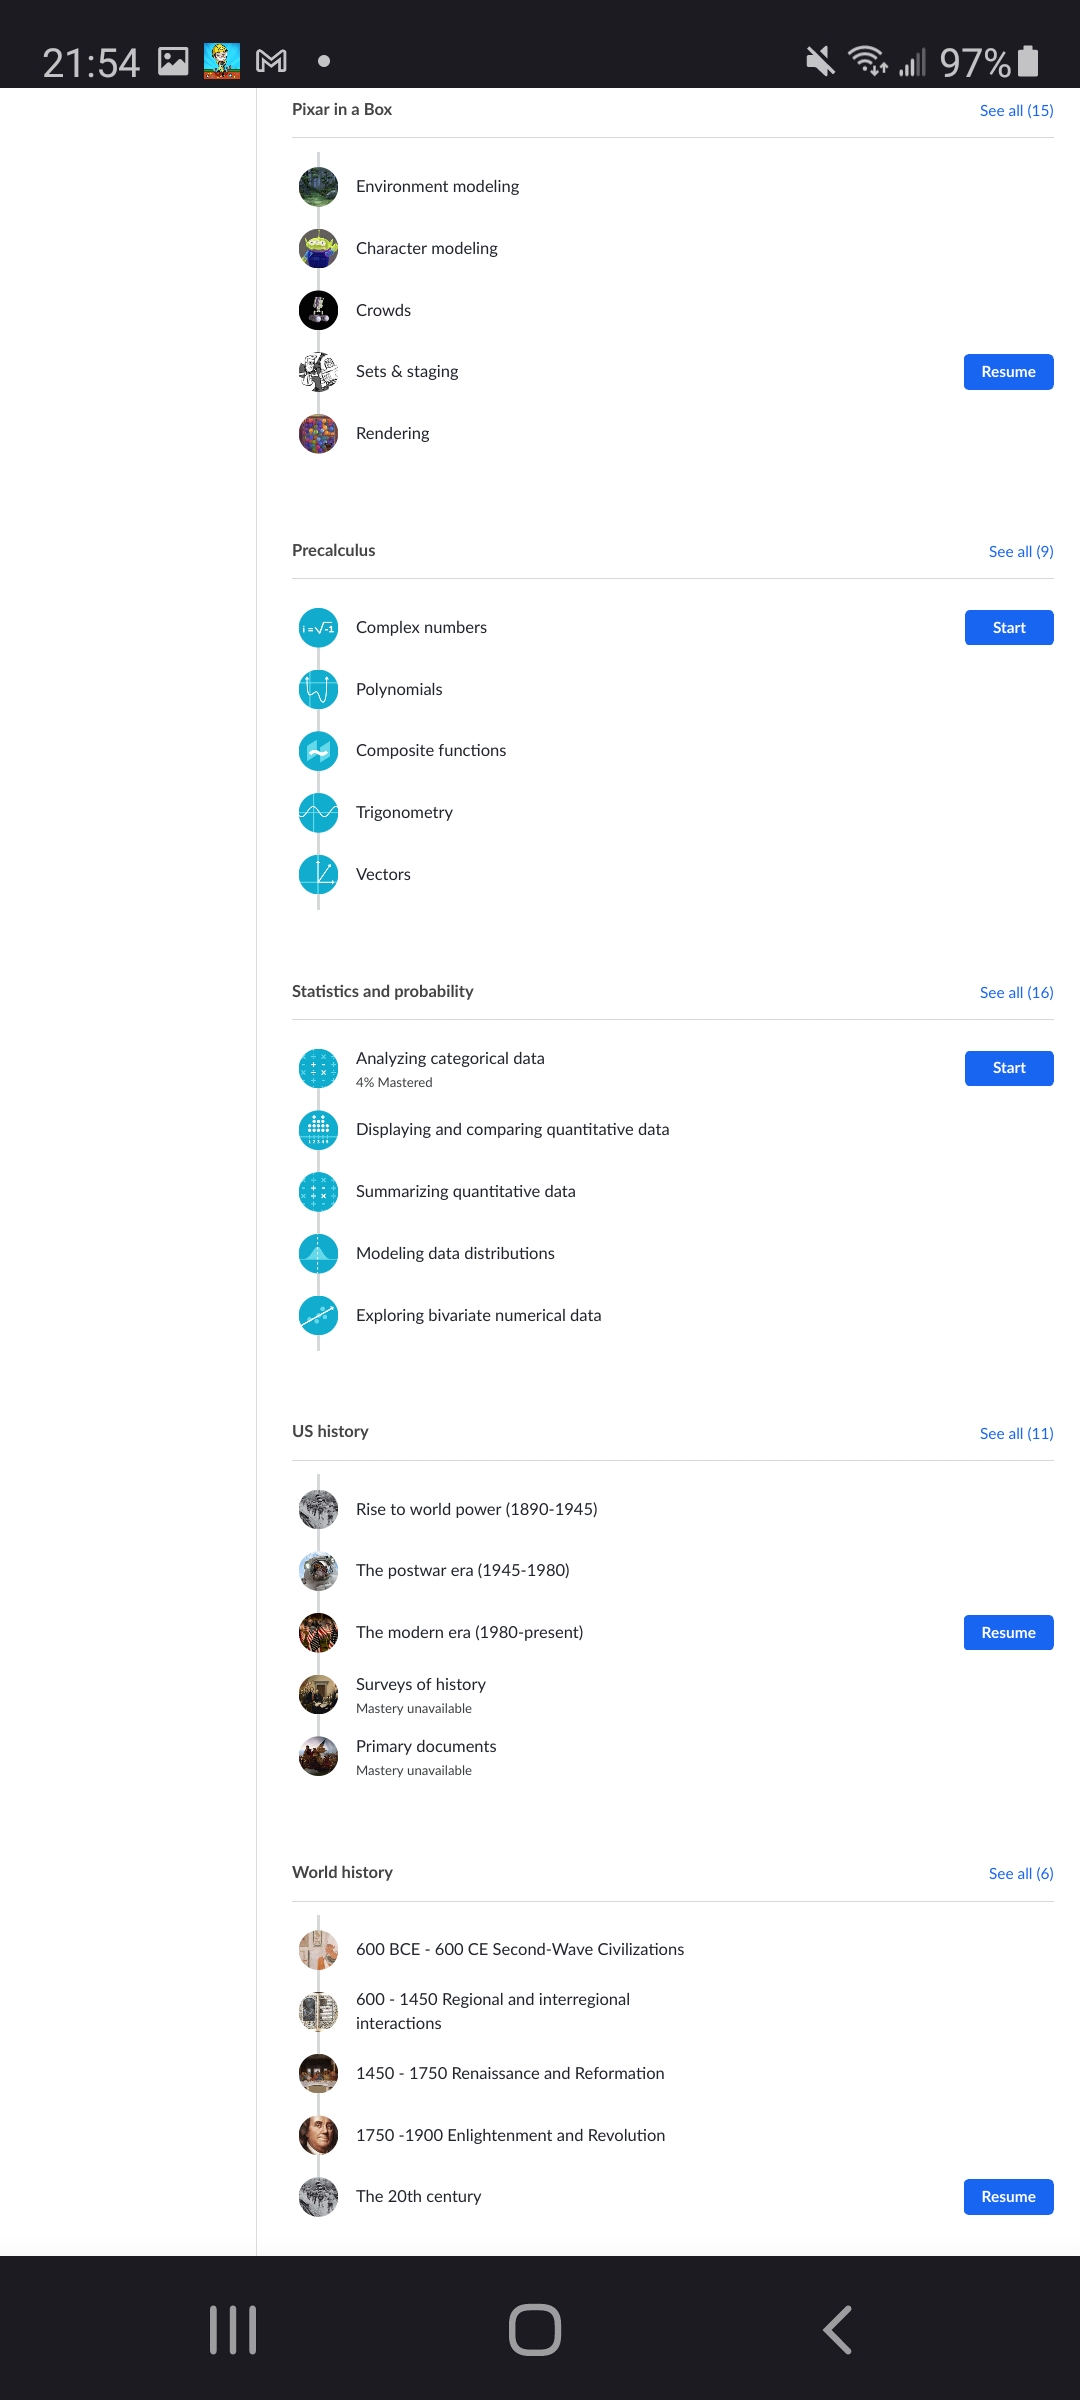 21:54
97%
Pixar in a Box
See all (15)
Environment modeling
Character modeling
Crowds
Sets & staging
Resume
Rendering
Precalculus
See all (9)
i=√-1
Complex numbers
Start
Polynomials
Composite functions
Trigonometry
Vectors
Statistics and probability
See all (16)
Analyzing categorical data
4% Mastered
Start
Displaying and comparing quantitative data
Summarizing quantitative data
Modeling data distributions
Exploring bivariate numerical data
US history
See all (11)
Rise to world power (1890-1945)
The postwar era (1945-1980)
The modern era (1980-present)
Resume
Surveys of history
Mastery unavailable
Primary documents
Mastery unavailable
World history
See all (6)
600 BCE - 600 CE Second-Wave Civilizations
600 - 1450 Regional and interregional
interactions
1450 - 1750 Renaissance and Reformation
1750 -1900 Enlightenment and Revolution
The 20th century
Resume